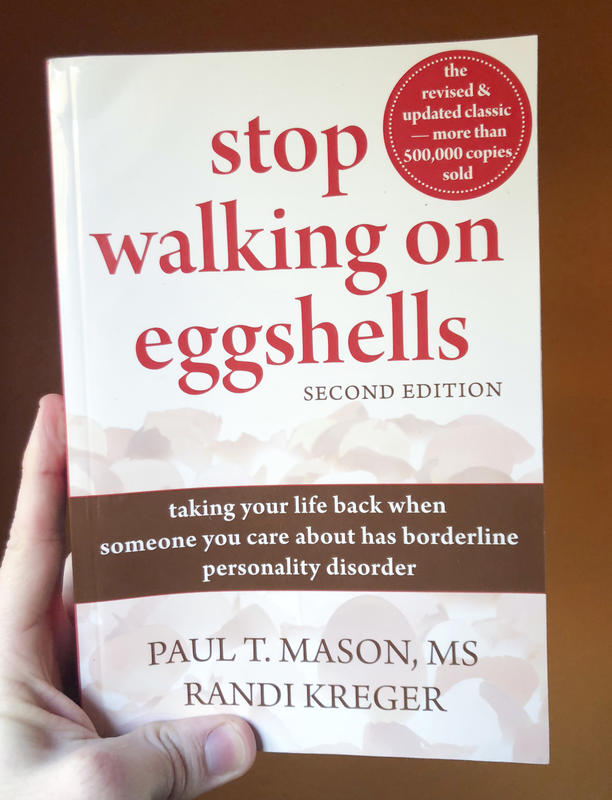 the
revised &
updated classic
— more than
500,000 copies
sold
stop
walking on
eggshells
SECOND EDITION
taking your life back when
someone you care about has borderline
personality disorder
PAUL T. MASON, MS
RANDI KREGER